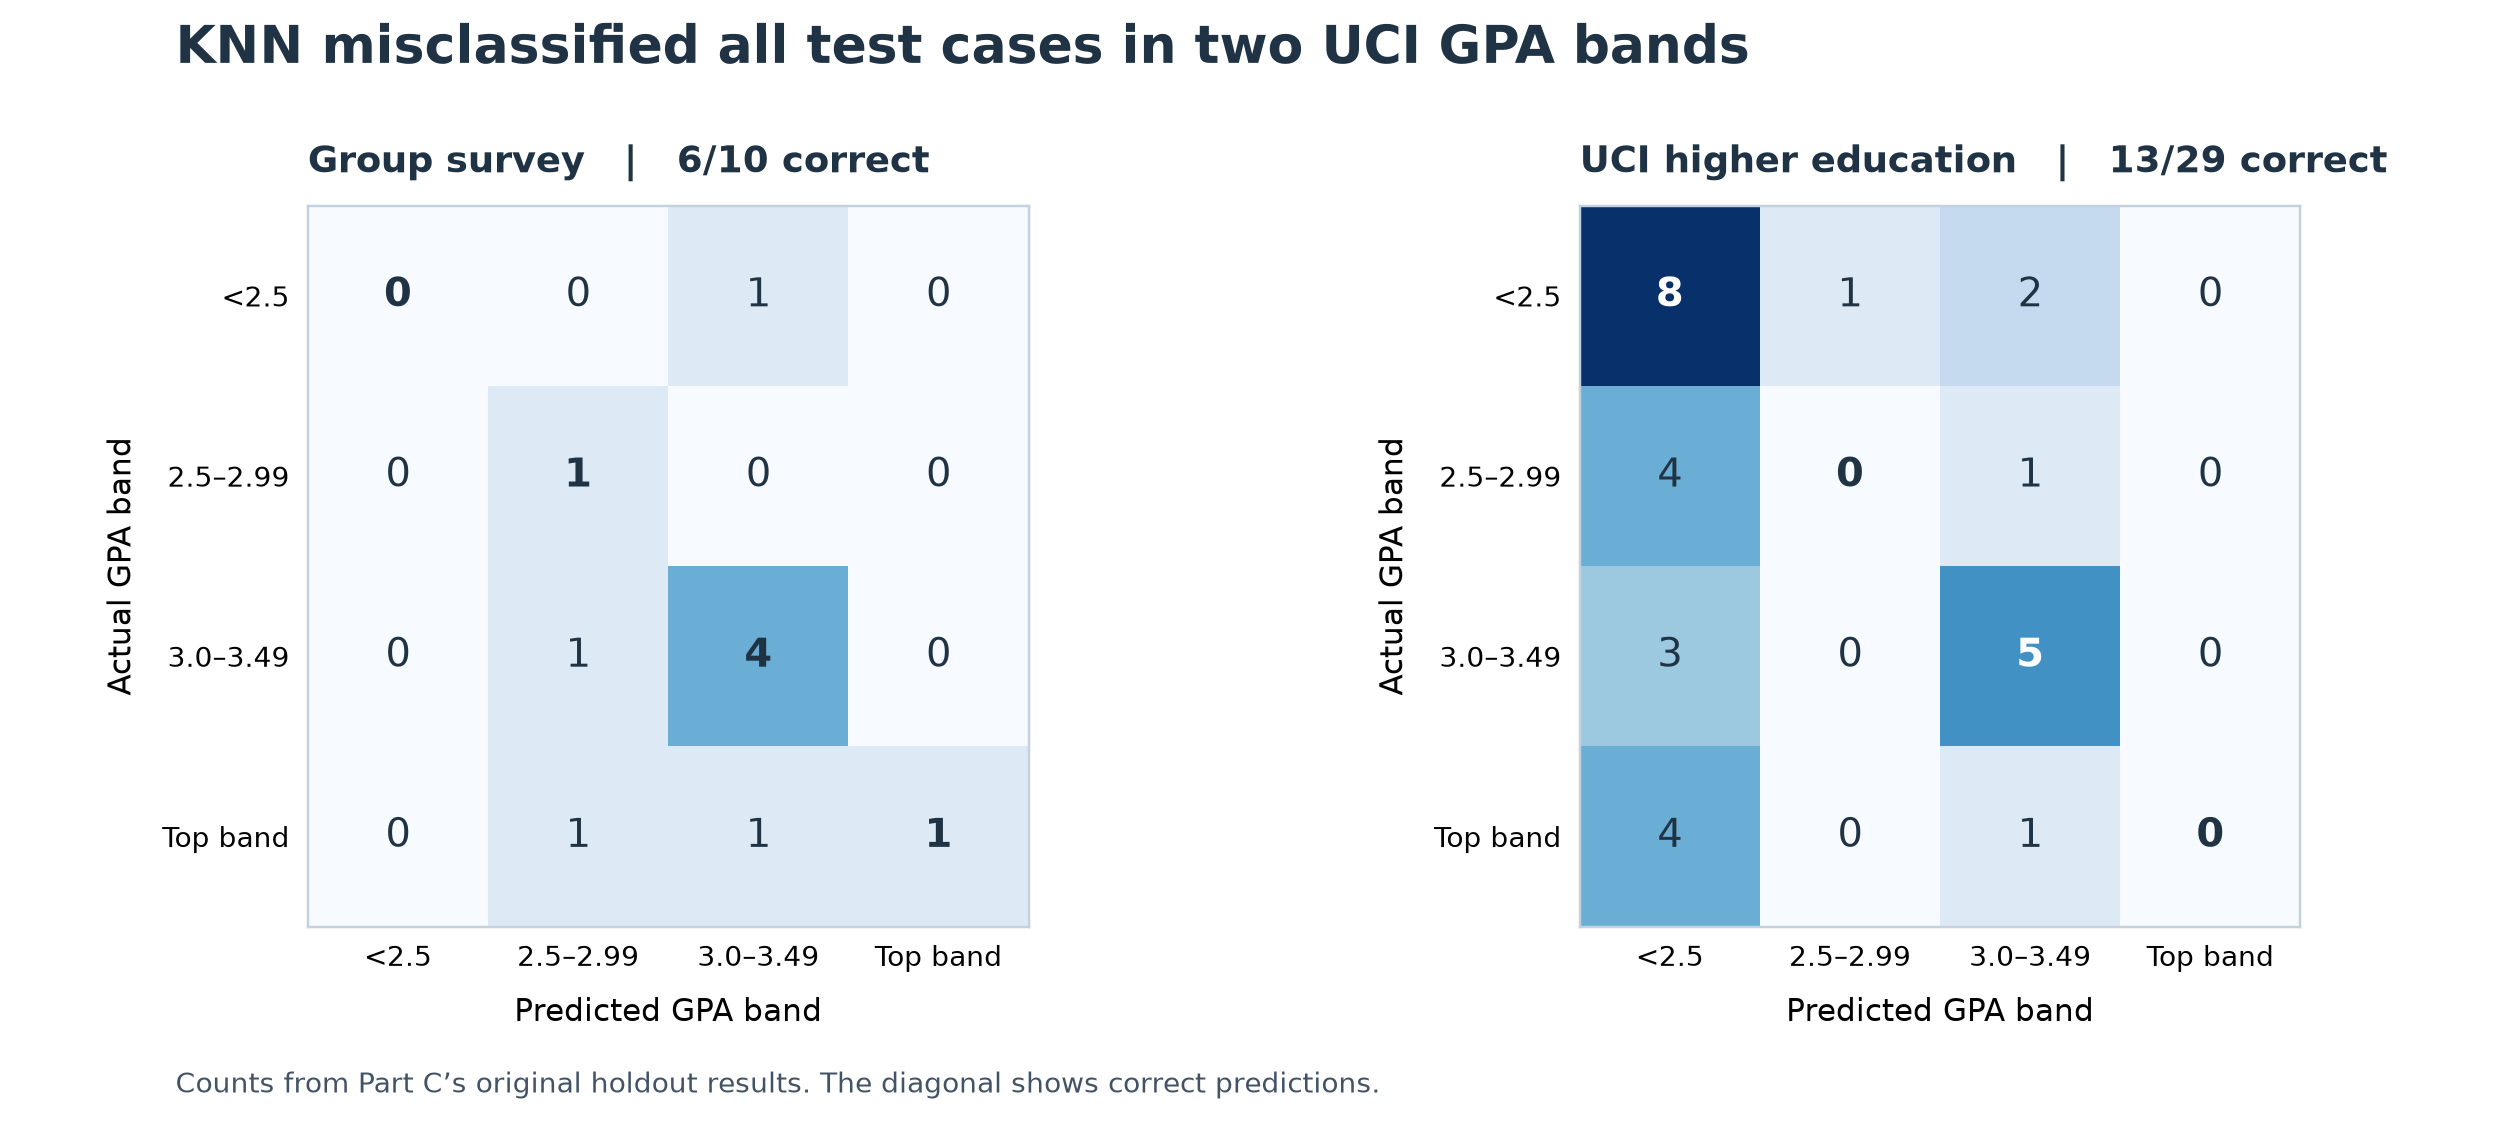 KNN misclassified all test cases in two UCI GPA bands
Group survey | 6/10 correct
Actual GPA band
<2.5 0 0 1 0
2.5–2.99 0 1 0 0
3.0–3.49 0 1 4 0
Top band 0 1 1 1
<2.5 2.5–2.99 3.0–3.49 Top band
Predicted GPA band
UCI higher education | 13/29 correct
Actual GPA band
<2.5 8 1 2 0
2.5–2.99 4 0 1 0
3.0–3.49 3 0 5 0
Top band 4 0 1 0
<2.5 2.5–2.99 3.0–3.49 Top band
Predicted GPA band
Counts from Part C’s original holdout results. The diagonal shows correct predictions.